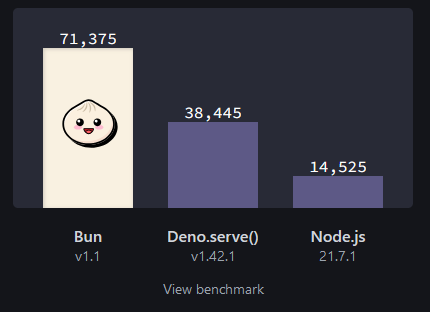 71,375
38,445
14,525
Bun
Deno.serve()
Node.js
v1.1
v1.42.1
21.7.1
View benchmark